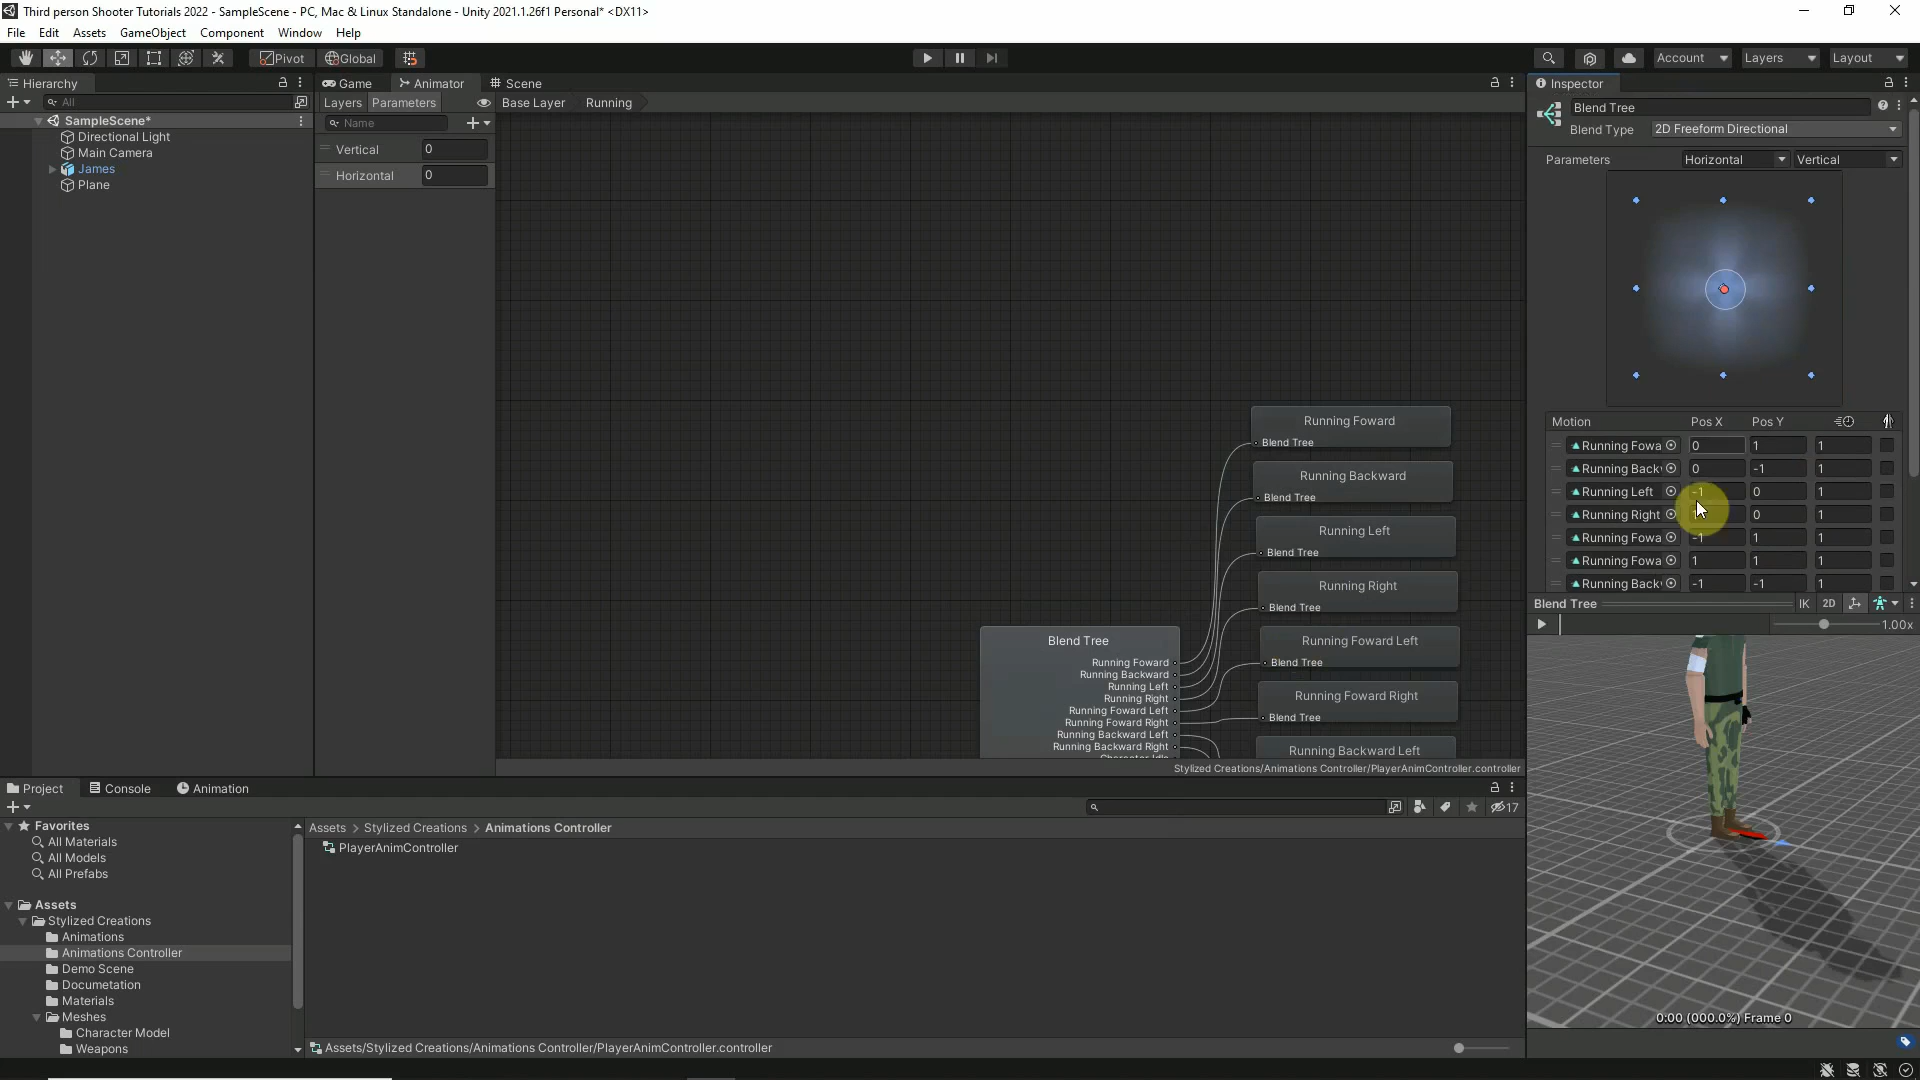 Third person Shooter Tutorials 2022 - SampleScene - PC, Mac & Linux Standalone - Unity 2021.1.26f1 Personal* <DX11>
File Edit Assets GameObject Component Window Help
Pivot Global Account Layers Layout
Hierarchy
All
SampleScene*
Directional Light
Main Camera
James
Plane
Game Animator Scene
Layers Parameters Base Layer Running
Name
Vertical 0
Horizontal 0
Running Foward
Blend Tree
Running Backward
Blend Tree
Running Left
Blend Tree
Running Right
Blend Tree
Running Foward Left
Blend Tree
Running Foward Right
Blend Tree
Running Backward Left
Blend Tree
Running Foward
Running Backward
Running Left
Running Right
Running Foward Left
Running Foward Right
Running Backward Left
Running Backward Right
Character Idle
Stylized Creations/Animations Controller/PlayerAnimController.controller
Inspector
Blend Tree
Blend Type 2D Freeform Directional
Parameters Horizontal Vertical
Motion Pos X Pos Y
Running Fowa 0 1 1
Running Back 0 -1 1
Running Left -1 0 1
Running Right 0 1
Running Fowa -1 1 1
Running Fowa 1 1 1
Running Back -1 -1 1
Blend Tree IK 2D
1.00x
0:00 (000.0%) Frame 0
Project Console Animation
17
Favorites
All Materials
All Models
All Prefabs
Assets
Stylized Creations
Animations
Animations Controller
Demo Scene
Documetation
Materials
Meshes
Character Model
Weapons
Assets > Stylized Creations > Animations Controller
PlayerAnimController
Assets/Stylized Creations/Animations Controller/PlayerAnimController.controller